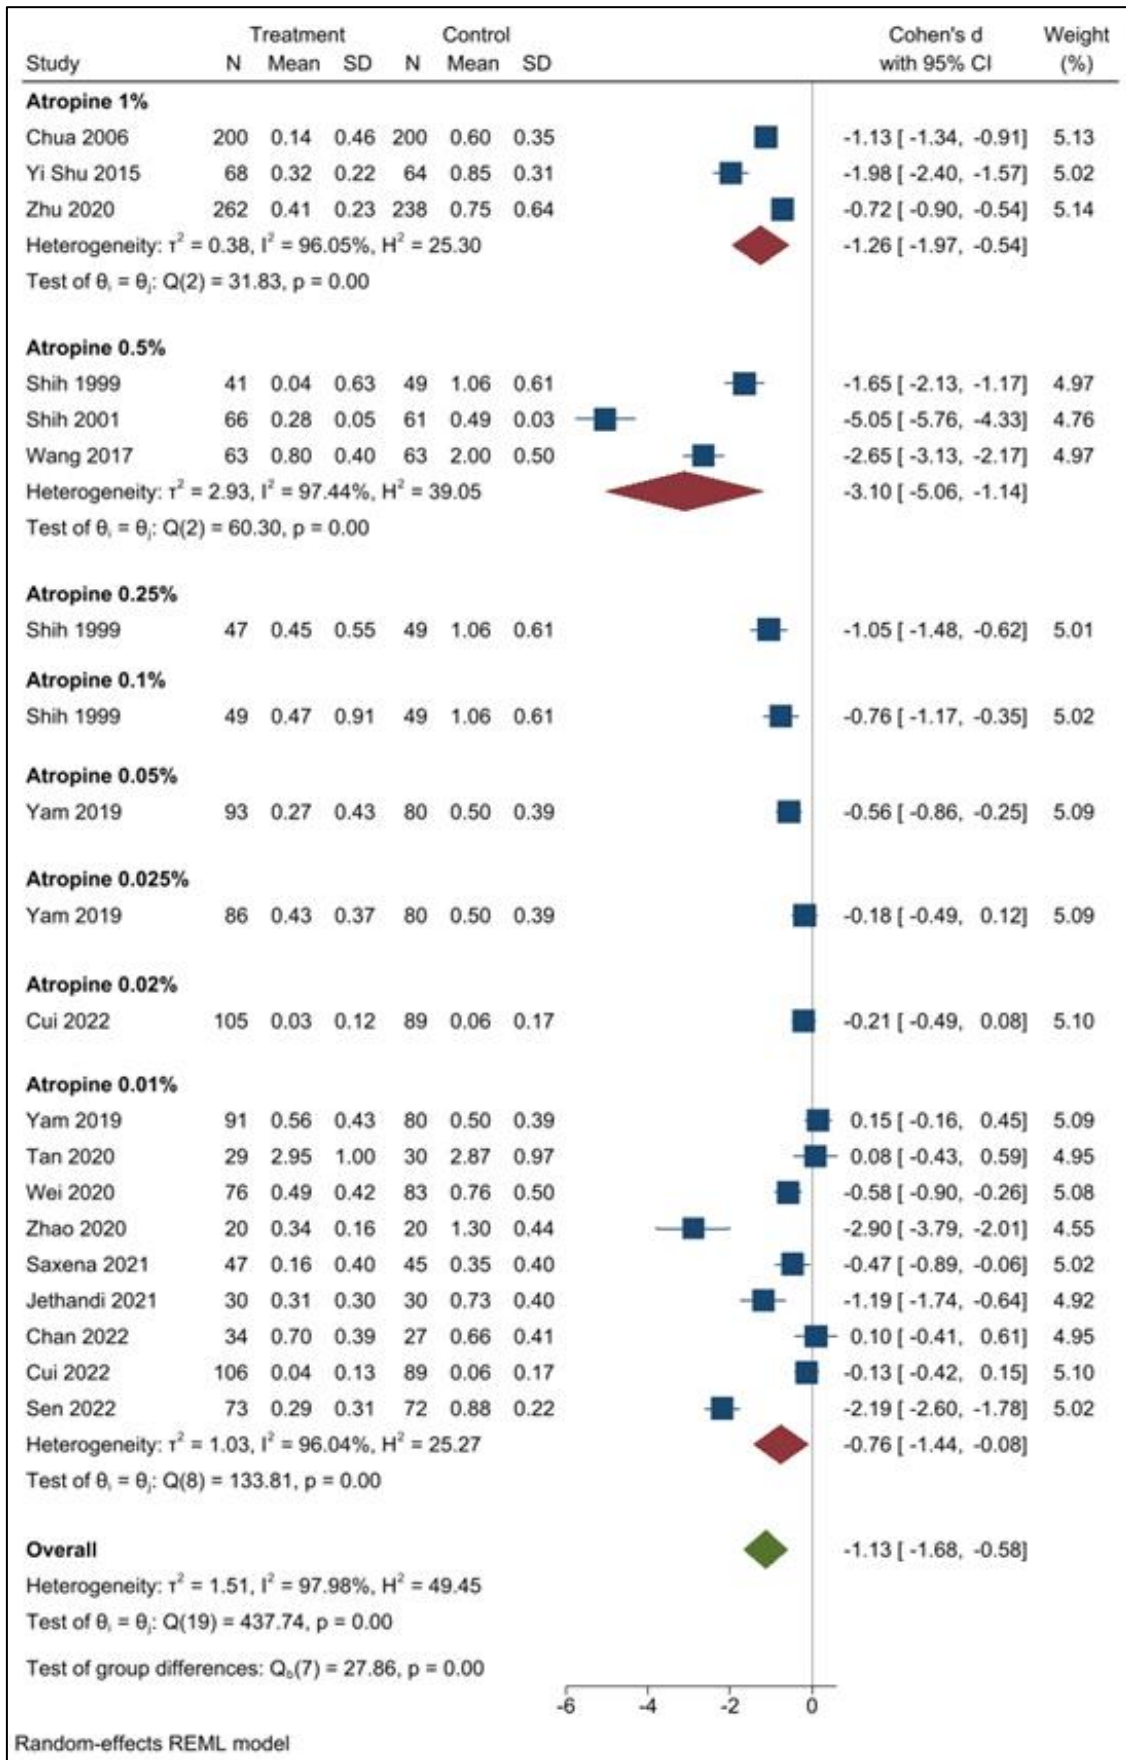 Treatment Control Cohen's d Weight
Study N Mean SD N Mean SD with 95% CI (%)
Atropine 1%
Chua 2006 200 0.14 0.46 200 0.60 0.35 -1.13 [ -1.34, -0.91] 5.13
Yi Shu 2015 68 0.32 0.22 64 0.85 0.31 -1.98 [ -2.40, -1.57] 5.02
Zhu 2020 262 0.41 0.23 238 0.75 0.64 -0.72 [ -0.90, -0.54] 5.14
Heterogeneity: τ² = 0.38, I² = 96.05%, H² = 25.30 -1.26 [ -1.97, -0.54]
Test of θᵢ = θⱼ: Q(2) = 31.83, p = 0.00
Atropine 0.5%
Shih 1999 41 0.04 0.63 49 1.06 0.61 -1.65 [ -2.13, -1.17] 4.97
Shih 2001 66 0.28 0.05 61 0.49 0.03 -5.05 [ -5.76, -4.33] 4.76
Wang 2017 63 0.80 0.40 63 2.00 0.50 -2.65 [ -3.13, -2.17] 4.97
Heterogeneity: τ² = 2.93, I² = 97.44%, H² = 39.05 -3.10 [ -5.06, -1.14]
Test of θᵢ = θⱼ: Q(2) = 60.30, p = 0.00
Atropine 0.25%
Shih 1999 47 0.45 0.55 49 1.06 0.61 -1.05 [ -1.48, -0.62] 5.01
Atropine 0.1%
Shih 1999 49 0.47 0.91 49 1.06 0.61 -0.76 [ -1.17, -0.35] 5.02
Atropine 0.05%
Yam 2019 93 0.27 0.43 80 0.50 0.39 -0.56 [ -0.86, -0.25] 5.09
Atropine 0.025%
Yam 2019 86 0.43 0.37 80 0.50 0.39 -0.18 [ -0.49, 0.12] 5.09
Atropine 0.02%
Cui 2022 105 0.03 0.12 89 0.06 0.17 -0.21 [ -0.49, 0.08] 5.10
Atropine 0.01%
Yam 2019 91 0.56 0.43 80 0.50 0.39 0.15 [ -0.16, 0.45] 5.09
Tan 2020 29 2.95 1.00 30 2.87 0.97 0.08 [ -0.43, 0.59] 4.95
Wei 2020 76 0.49 0.42 83 0.76 0.50 -0.58 [ -0.90, -0.26] 5.08
Zhao 2020 20 0.34 0.16 20 1.30 0.44 -2.90 [ -3.79, -2.01] 4.55
Saxena 2021 47 0.16 0.40 45 0.35 0.40 -0.47 [ -0.89, -0.06] 5.02
Jethandi 2021 30 0.31 0.30 30 0.73 0.40 -1.19 [ -1.74, -0.64] 4.92
Chan 2022 34 0.70 0.39 27 0.66 0.41 0.10 [ -0.41, 0.61] 4.95
Cui 2022 106 0.04 0.13 89 0.06 0.17 -0.13 [ -0.42, 0.15] 5.10
Sen 2022 73 0.29 0.31 72 0.88 0.22 -2.19 [ -2.60, -1.78] 5.02
Heterogeneity: τ² = 1.03, I² = 96.04%, H² = 25.27 -0.76 [ -1.44, -0.08]
Test of θᵢ = θⱼ: Q(8) = 133.81, p = 0.00
Overall -1.13 [ -1.68, -0.58]
Heterogeneity: τ² = 1.51, I² = 97.98%, H² = 49.45
Test of θᵢ = θⱼ: Q(19) = 437.74, p = 0.00
Test of group differences: Q_b(7) = 27.86, p = 0.00
-6 -4 -2 0
Random-effects REML model